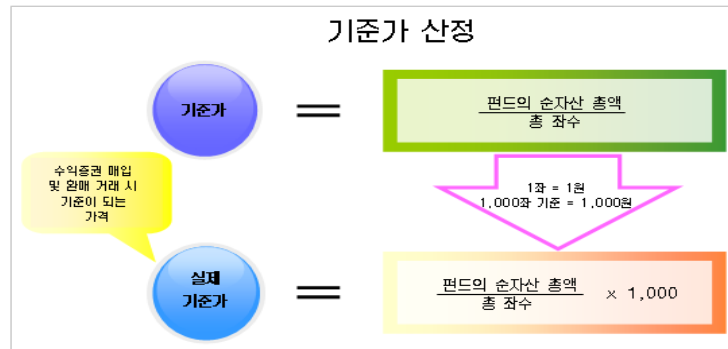 기준가 산정
기준가
=
펀드의 순자산 총액
총 좌수
수익증권 매입
및 환매 거래 시
기준이 되는
가격
1좌 = 1원
1,000좌 기준 = 1,000원
실제
기준가
=
펀드의 순자산 총액
총 좌수
× 1,000